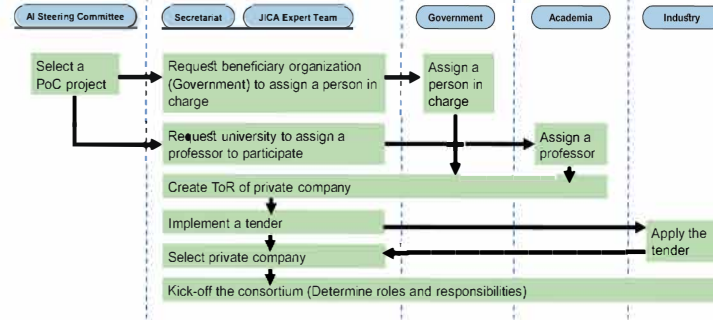 AI Steering Committee
Secretariat
JICA Expert Team
Government
Academia
Industry
Select a
PoC project
Request beneficiary organization
(Government) to assign a person in
charge
Assign a
person in
charge
Request university to assign a
professor to participate
Assign a
professor
Create ToR of private company
Implement a tender
Apply the
tender
Select private company
Kick-off the consortium (Determine roles and responsibilities)